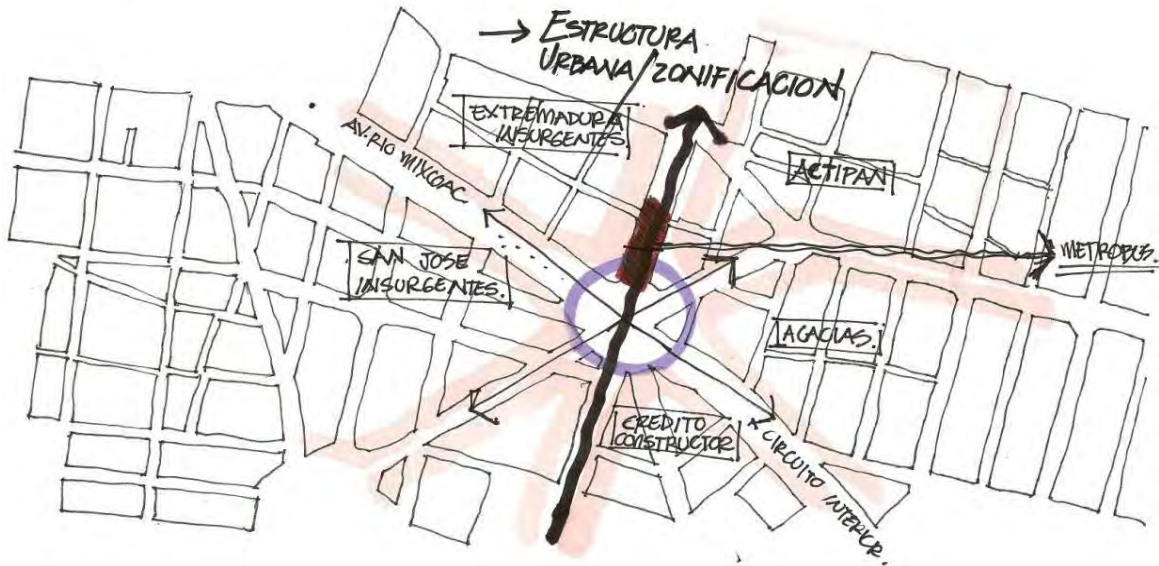 → ESTRUCTURA
URBANA/ZONIFICACION
EXTREMADURA
INSURGENTES
AV. RIO MIXCOAC
ACTIPAN
SAN JOSE
INSURGENTES.
METROBUS.
ACACIAS.
CREDITO
CONSTRUCTOR
CIRCUITO INTERIOR.